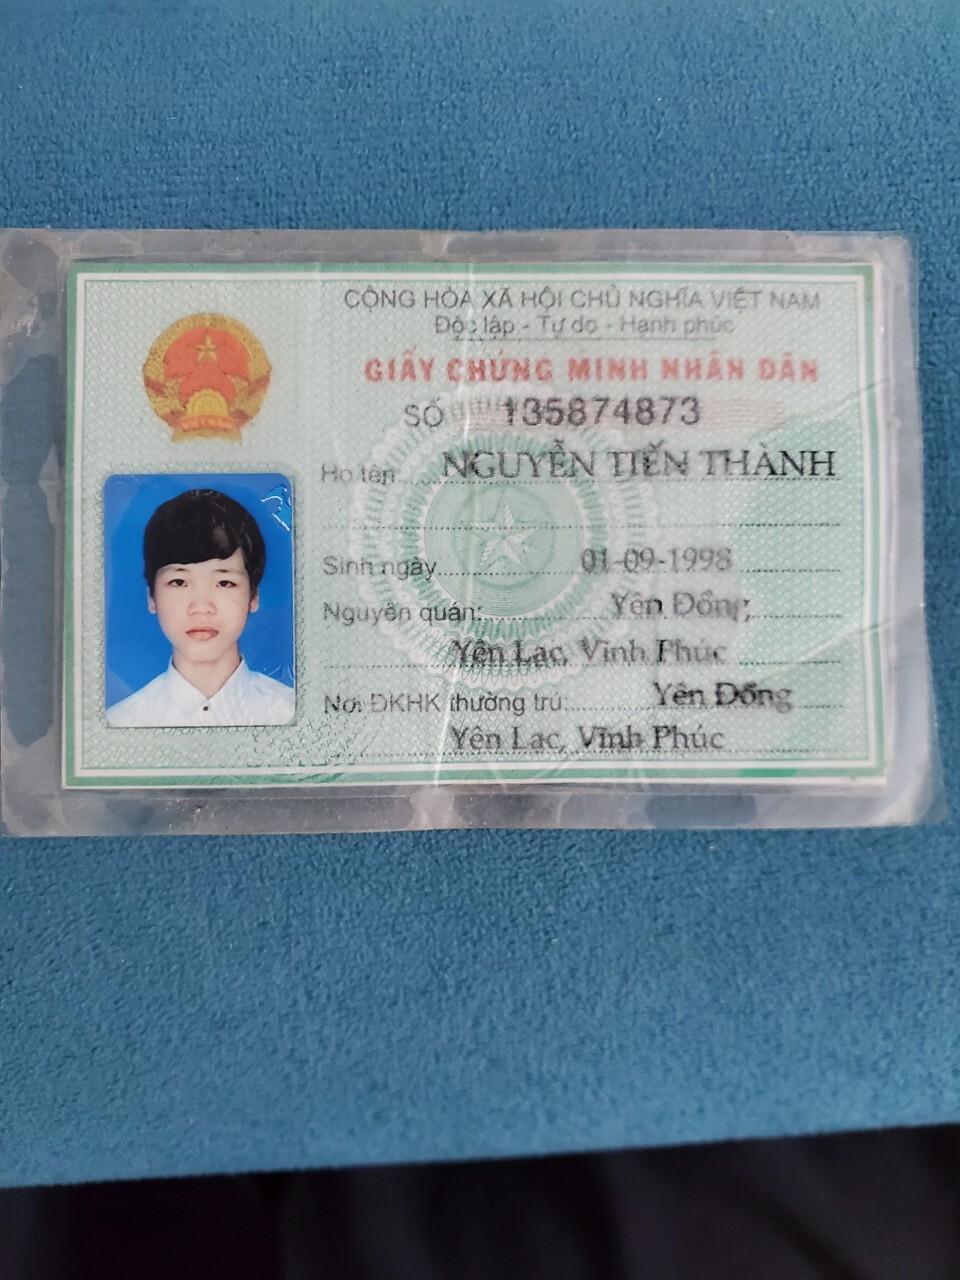 CỘNG HÒA XÃ HỘI CHỦ NGHĨA VIỆT NAM
Độc lập - Tự do - Hạnh phúc
GIẤY CHỨNG MINH NHÂN DÂN
SỐ 135874873
Họ tên NGUYỄN TIẾN THÀNH
Sinh ngày 01-09-1998
Nguyên quán: Yên Đồng,
Yên Lạc, Vĩnh Phúc
Nơi ĐKHK thường trú: Yên Đồng
Yên Lạc, Vĩnh Phúc